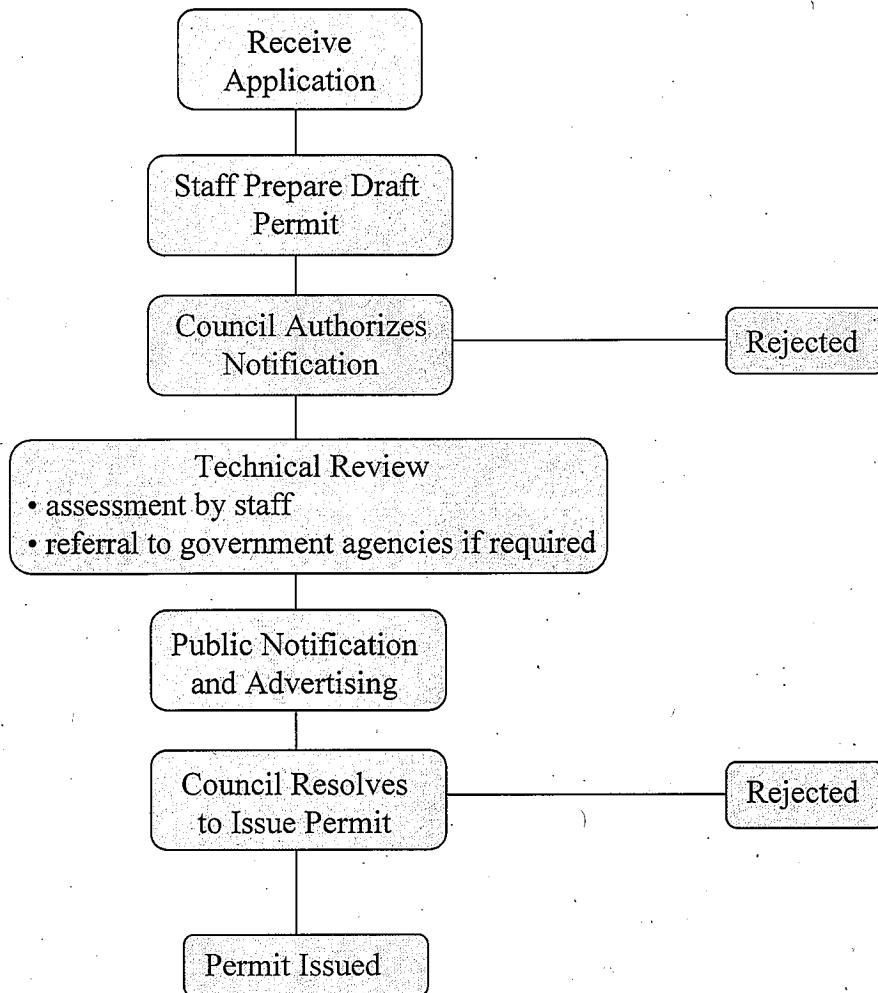 Receive
Application
Staff Prepare Draft
Permit
Council Authorizes
Notification
Rejected
Technical Review
• assessment by staff
• referral to government agencies if required
Public Notification
and Advertising
Council Resolves
to Issue Permit
Rejected
Permit Issued